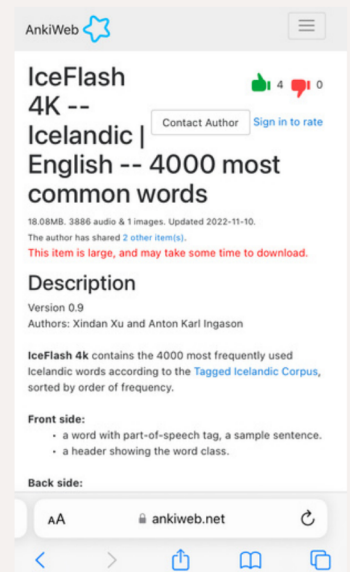 AnkiWeb
IceFlash
4K --
Icelandic |
English -- 4000 most
common words
4 0
Contact Author Sign in to rate
18.08MB. 3886 audio & 1 images. Updated 2022-11-10.
The author has shared 2 other item(s).
This item is large, and may take some time to download.
Description
Version 0.9
Authors: Xindan Xu and Anton Karl Ingason
IceFlash 4k contains the 4000 most frequently used
Icelandic words according to the Tagged Icelandic Corpus,
sorted by order of frequency.
Front side:
• a word with part-of-speech tag, a sample sentence.
• a header showing the word class.
Back side:
AA ankiweb.net